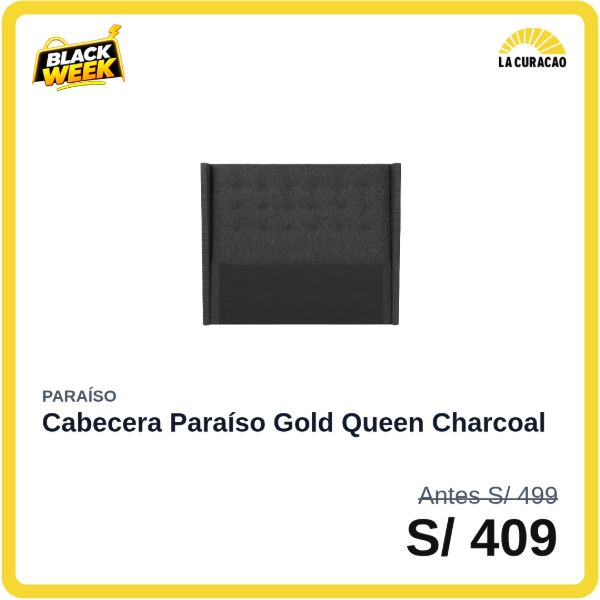 BLACK
WEEK
LA CURACAO
PARAÍSO
Cabecera Paraíso Gold Queen Charcoal
Antes S/ 499
S/ 409